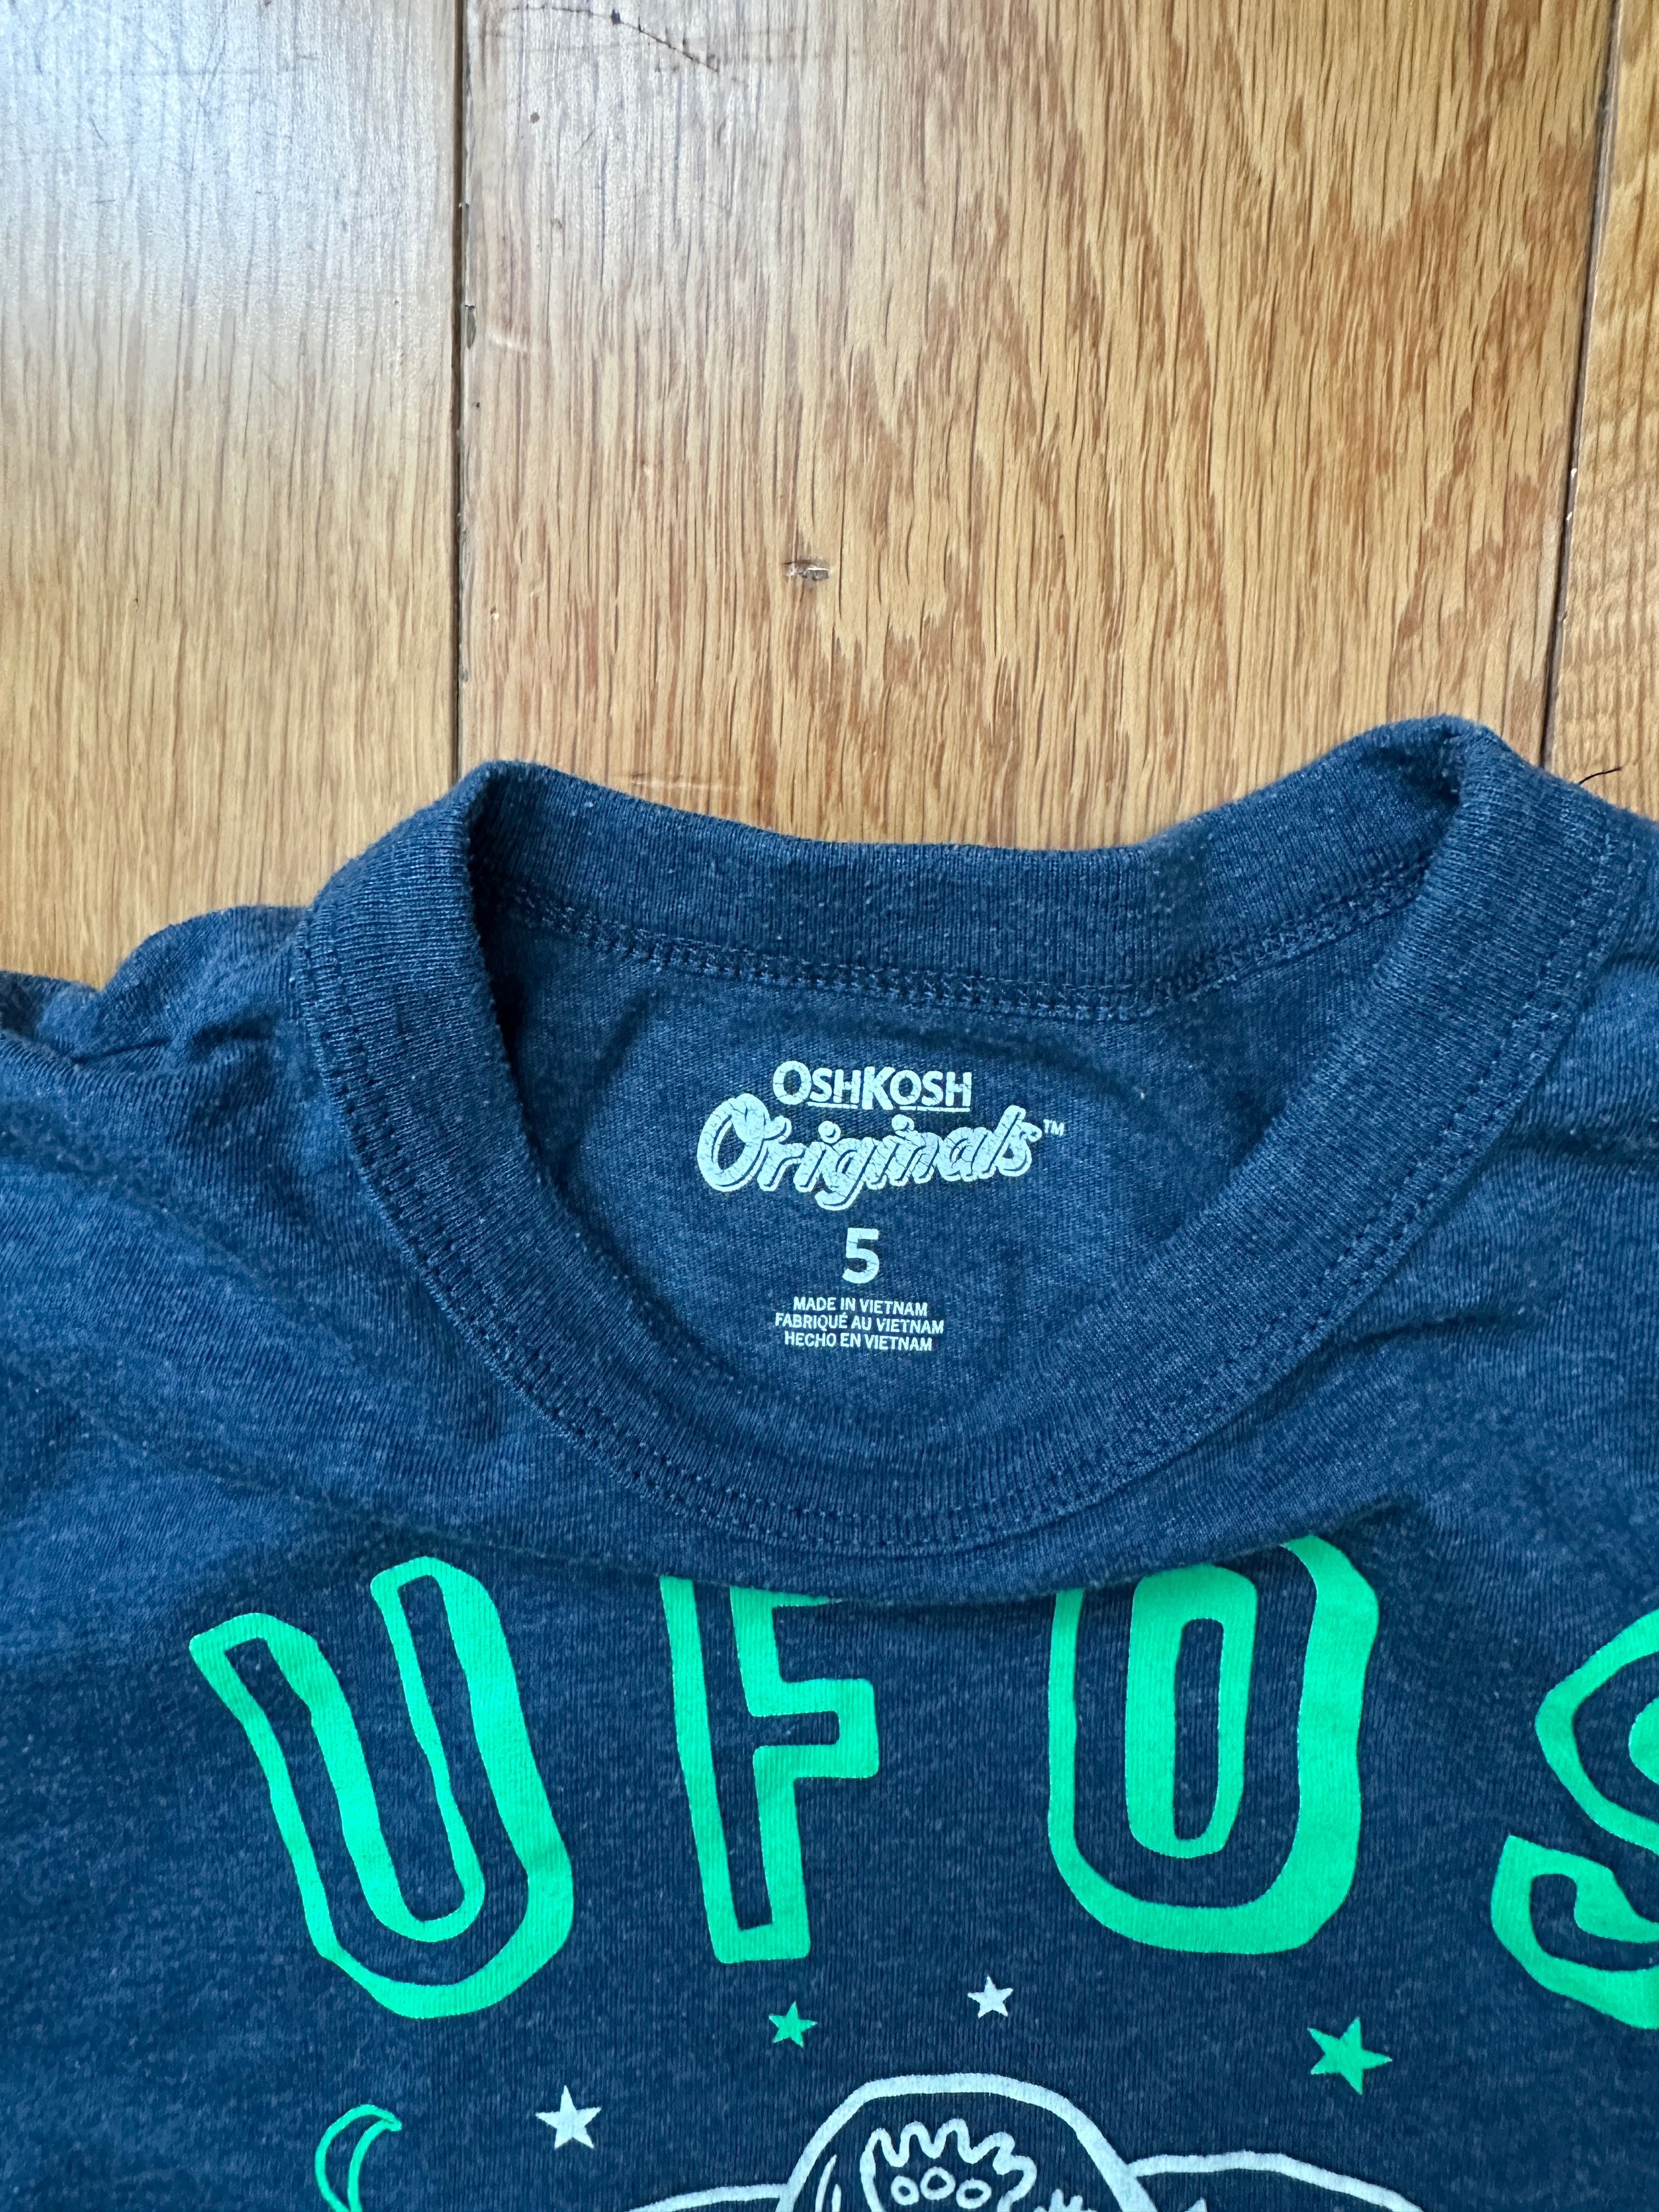 OSHKOSH
Originals™
5
MADE IN VIETNAM
FABRIQUÉ AU VIETNAM
HECHO EN VIETNAM
UFOS